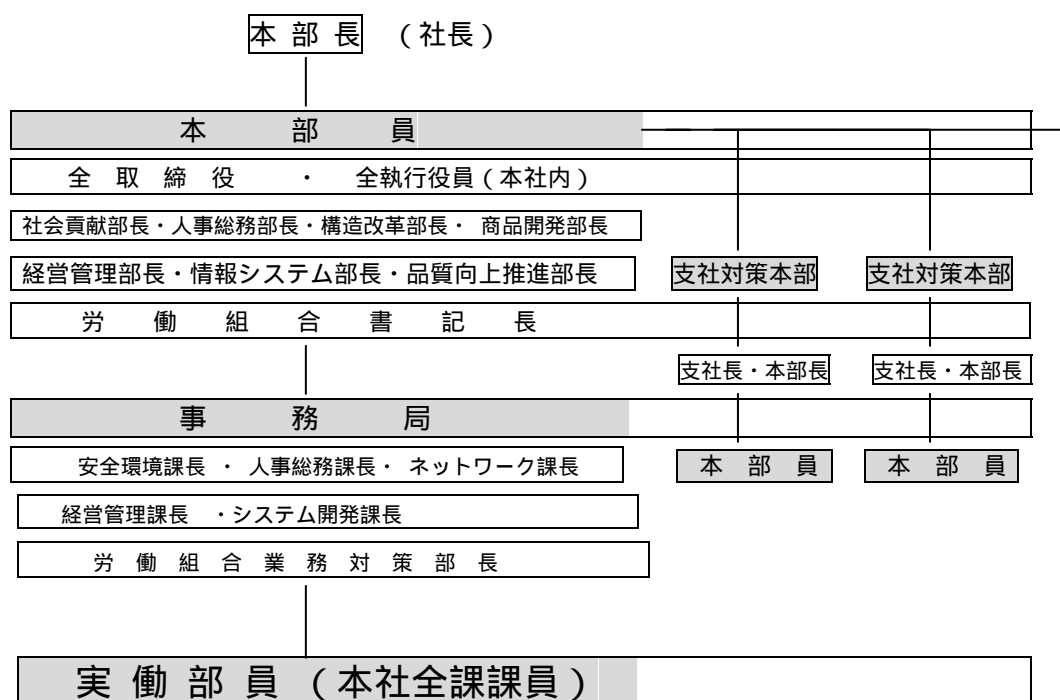 本部長 （社長）
本部員
全取締役 ・ 全執行役員（本社内）
社会貢献部長・人事総務部長・構造改革部長・ 商品開発部長
経営管理部長・情報システム部長・品質向上推進部長
支社対策本部 支社対策本部
労働組合書記長
支社長・本部長 支社長・本部長
事務局
安全環境課長 ・ 人事総務課長・ ネットワーク課長
本部員 本部員
経営管理課長 ・システム開発課長
労働組合業務対策部長
実働部員（本社全課課員）